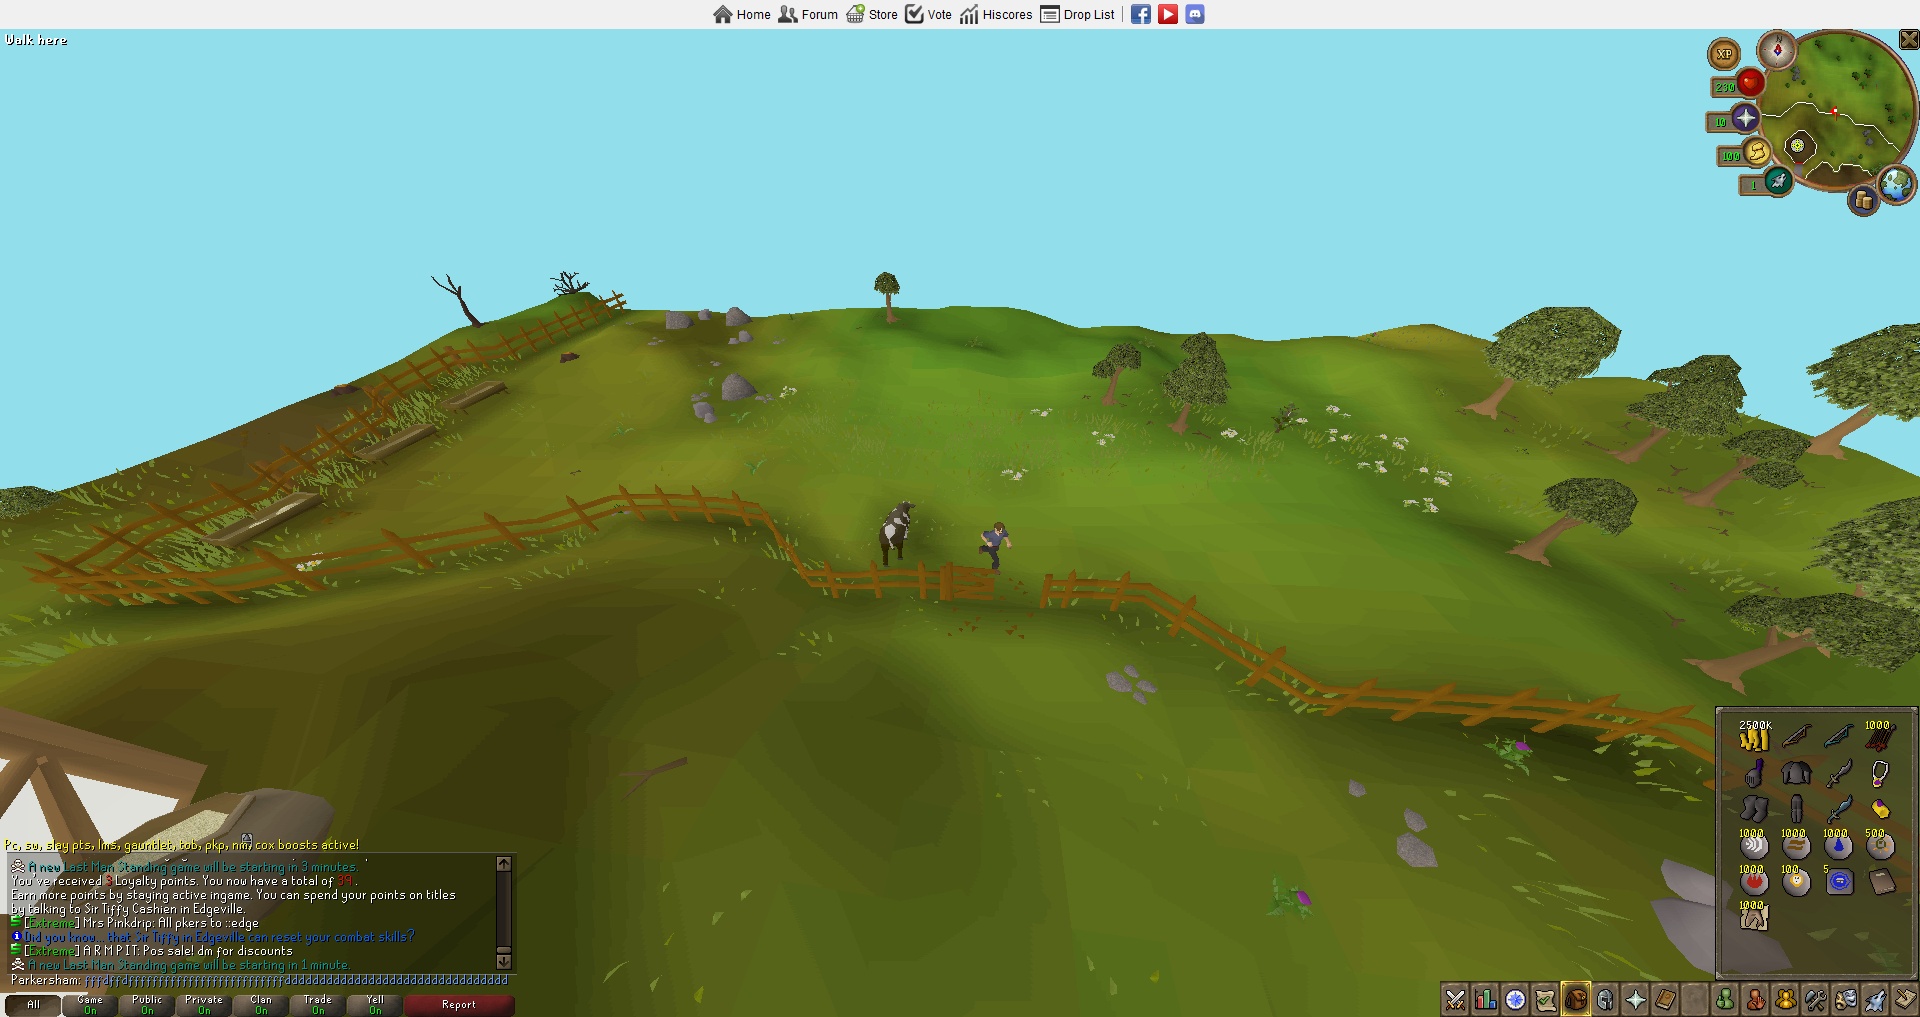 Home Forum Store Vote Hiscores Drop List
Walk here
N
XP
230
10
100
1
2500K
1000
1000
1000
1000
500
1000
100
5
1000
Pc, sw, slay pts, lms, gauntlet, tob, pkp, nm, cox boosts active!
A new Last Man Standing game will be starting in 3 minutes.
You've received 3 Loyalty points. You now have a total of 39.
Earn more points by staying active ingame. You can spend your points on titles
by talking to Sir Tiffy Cashien in Edgeville.
[Extreme] Mrs Pinkdrip: All pkers to ::edge
Did you know... that Sir Tiffy in Edgeville can reset your combat skills?
[Extreme] A R M P I T: Pos sale! dm for discounts
A new Last Man Standing game will be starting in 1 minute.
Parkersham:
All
Game On
Public On
Private On
Clan On
Trade On
Yell On
Report